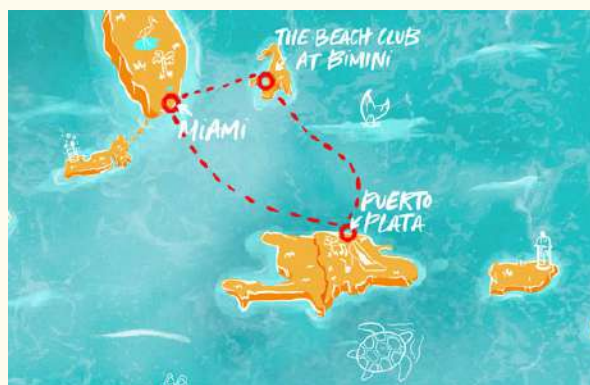 THE BEACH CLUB
AT BIMINI
MIAMI
PUERTO
PLATA